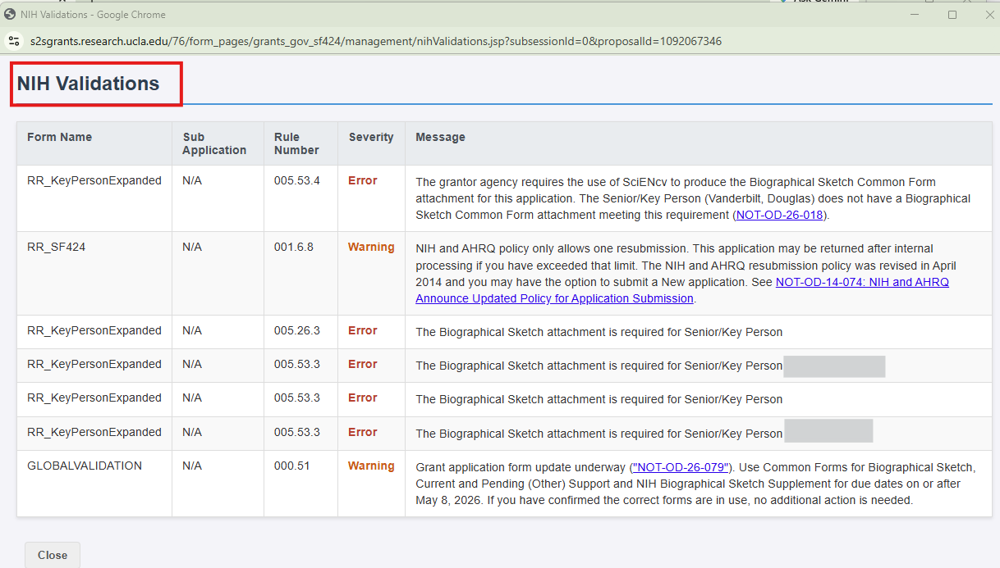 NIH Validations - Google Chrome
s2sgrants.research.ucla.edu/76/form_pages/grants_gov_sf424/management/nihValidations.jsp?subsessionId=0&proposalId=1092067346
NIH Validations
Form Name Sub Application Rule Number Severity Message
RR_KeyPersonExpanded N/A 005.53.4 Error The grantor agency requires the use of SciENcv to produce the Biographical Sketch Common Form
attachment for this application. The Senior/Key Person (Vanderbilt, Douglas) does not have a Biographical
Sketch Common Form attachment meeting this requirement (NOT-OD-26-018).
RR_SF424 N/A 001.6.8 Warning NIH and AHRQ policy only allows one resubmission. This application may be returned after internal
processing if you have exceeded that limit. The NIH and AHRQ resubmission policy was revised in April
2014 and you may have the option to submit a New application. See NOT-OD-14-074: NIH and AHRQ
Announce Updated Policy for Application Submission.
RR_KeyPersonExpanded N/A 005.26.3 Error The Biographical Sketch attachment is required for Senior/Key Person
RR_KeyPersonExpanded N/A 005.53.3 Error The Biographical Sketch attachment is required for Senior/Key Person
RR_KeyPersonExpanded N/A 005.53.3 Error The Biographical Sketch attachment is required for Senior/Key Person
RR_KeyPersonExpanded N/A 005.53.3 Error The Biographical Sketch attachment is required for Senior/Key Person
GLOBALVALIDATION N/A 000.51 Warning Grant application form update underway ("NOT-OD-26-079"). Use Common Forms for Biographical Sketch,
Current and Pending (Other) Support and NIH Biographical Sketch Supplement for due dates on or after
May 8, 2026. If you have confirmed the correct forms are in use, no additional action is needed.
Close